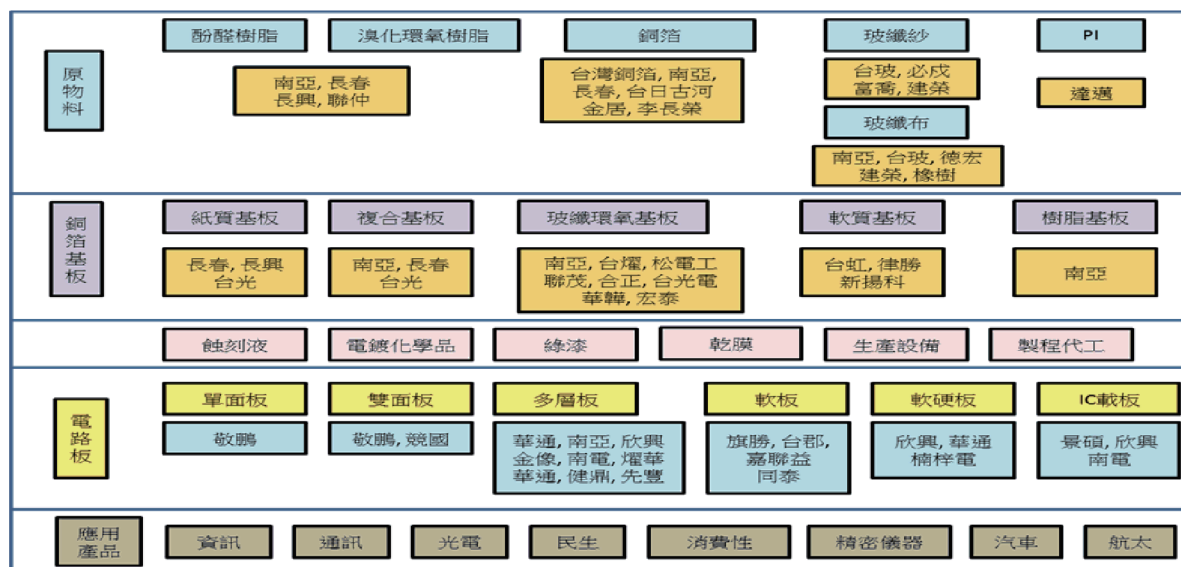 原物料
酚醛樹脂
溴化環氧樹脂
銅箔
玻纖紗
PI
南亞, 長春
長興, 聯仲
台灣銅箔, 南亞,
長春, 台日古河
金居, 李長榮
台玻, 必成
富喬, 建榮
達邁
玻纖布
南亞, 台玻, 德宏
建榮, 橡樹
銅箔基板
紙質基板
複合基板
玻纖環氧基板
軟質基板
樹脂基板
長春, 長興
台光
南亞, 長春
台光
南亞, 台燿, 松電工
聯茂, 合正, 台光電
華韡, 宏泰
台虹, 律勝
新揚科
南亞
蝕刻液
電鍍化學品
綠漆
乾膜
生產設備
製程代工
電路板
單面板
雙面板
多層板
軟板
軟硬板
IC載板
敬鵬
敬鵬, 競國
華通, 南亞, 欣興
金像, 南電, 燿華
華通, 健鼎, 先豐
旗勝, 台郡,
嘉聯益
同泰
欣興, 華通
楠梓電
景碩, 欣興
南電
應用
產品
資訊
通訊
光電
民生
消費性
精密儀器
汽車
航太